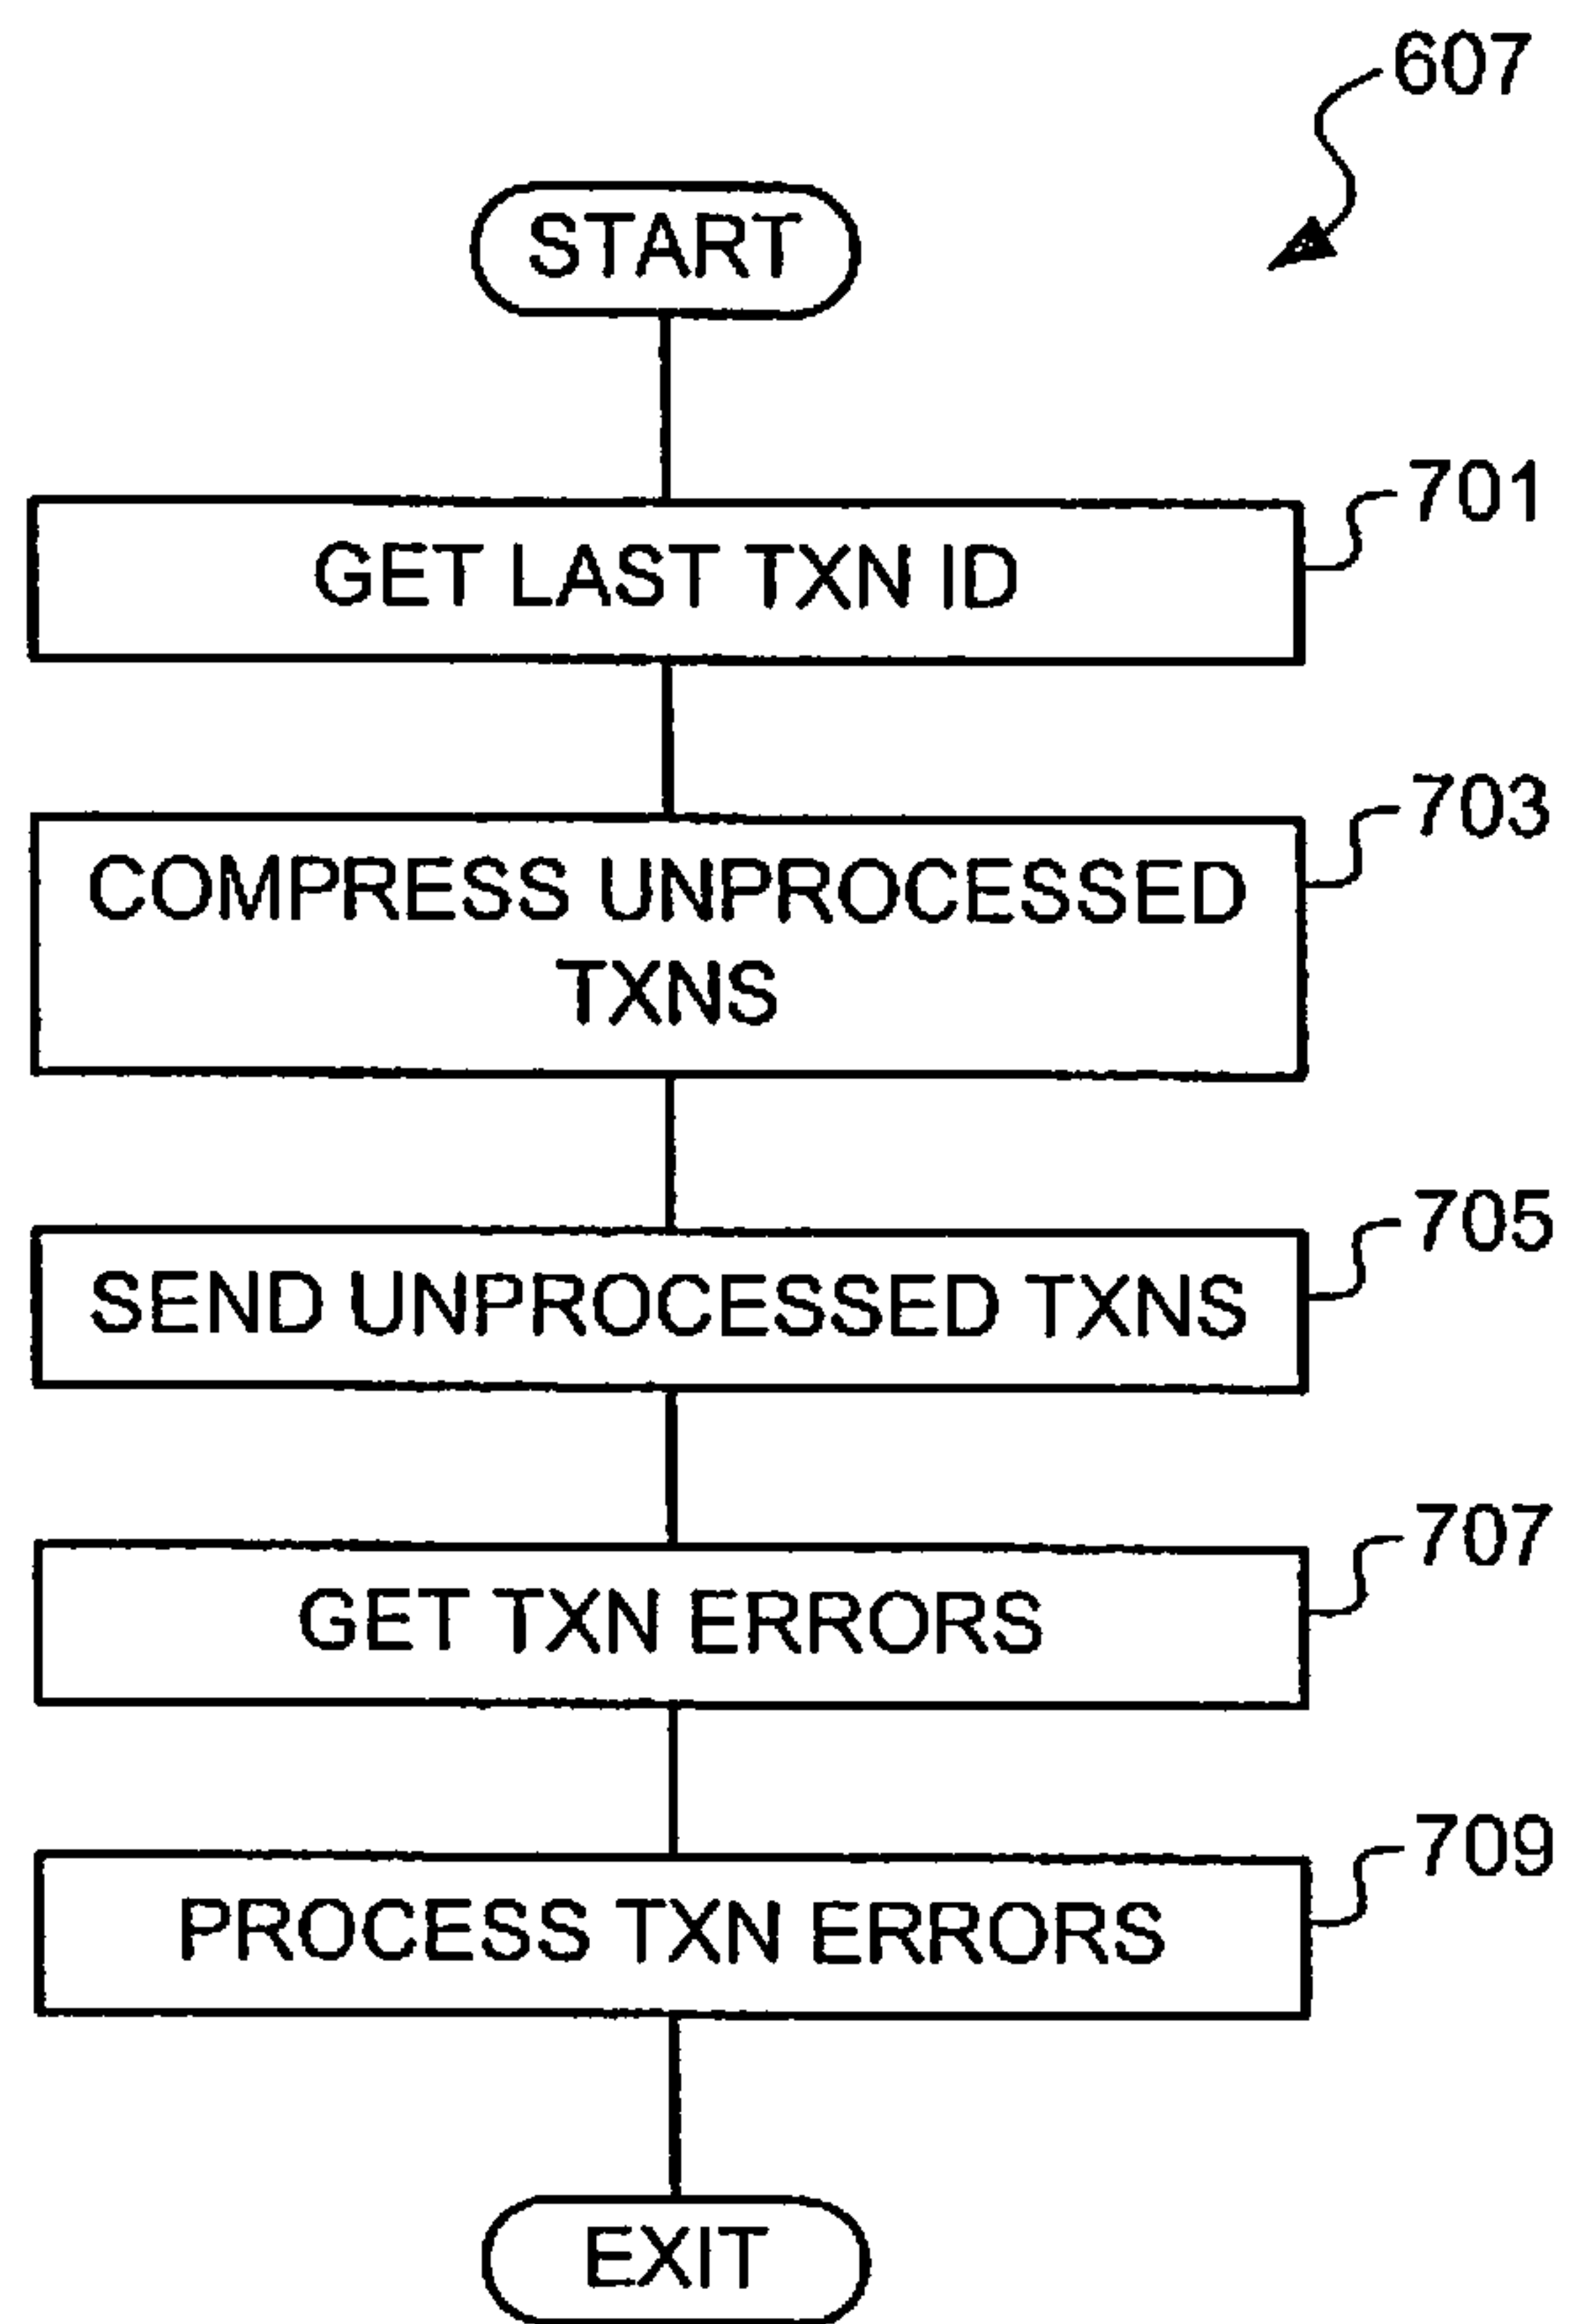 607
START
701
GET LAST TXN ID
703
COMPRESS UNPROCESSED
TXNS
705
SEND UNPROCESSED TXNS
707
GET TXN ERRORS
709
PROCESS TXN ERRORS
EXIT